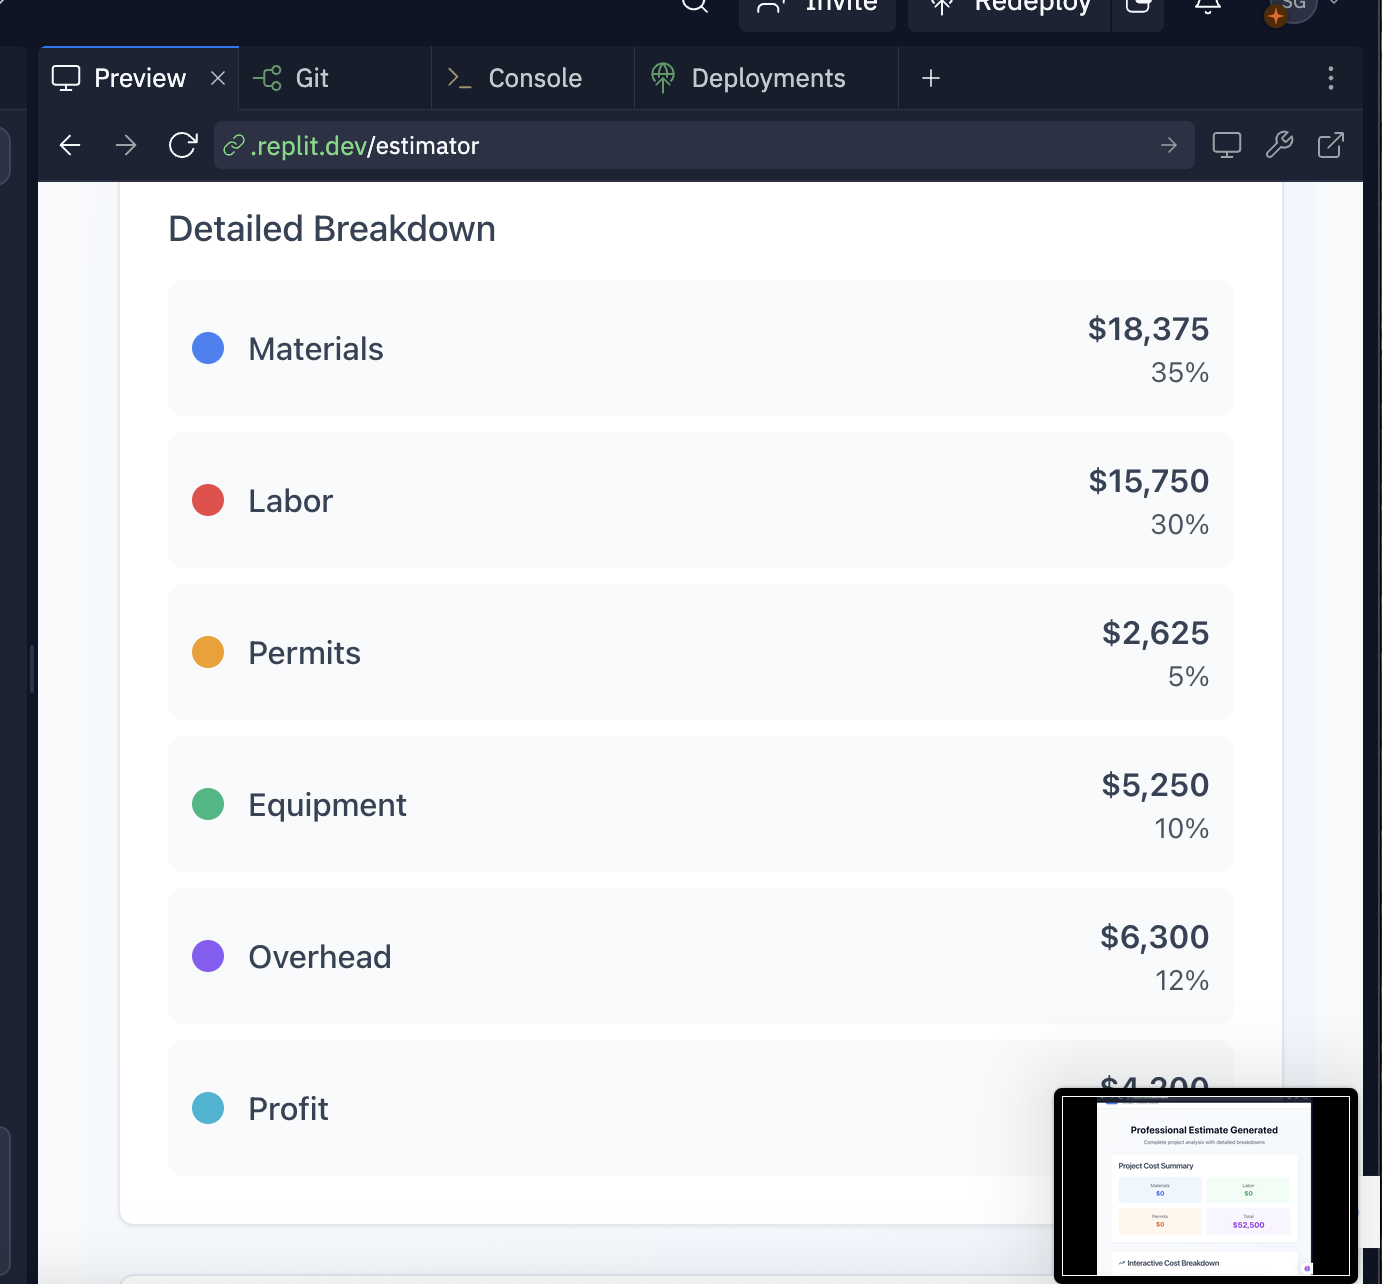 Invite
Redeploy
SG
Preview
Git
Console
Deployments
.replit.dev/estimator
Detailed Breakdown
Materials
$18,375
35%
Labor
$15,750
30%
Permits
$2,625
5%
Equipment
$5,250
10%
Overhead
$6,300
12%
Profit
$4,200
Professional Estimate Generated
Complete project analysis with detailed breakdowns
Project Cost Summary
Materials
$0
Labor
$0
Permits
$0
Total
$52,500
Interactive Cost Breakdown